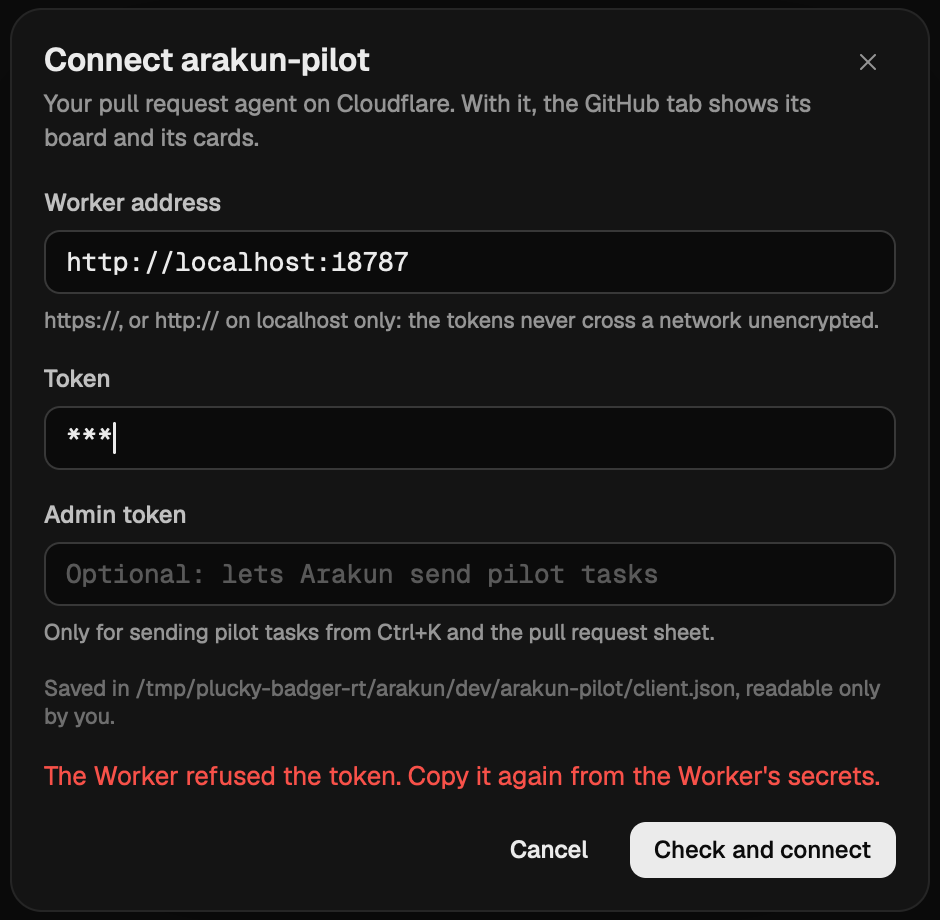 Connect arakun-pilot
Your pull request agent on Cloudflare. With it, the GitHub tab shows its
board and its cards.
Worker address
http://localhost:18787
https://, or http:// on localhost only: the tokens never cross a network unencrypted.
Token
***
Admin token
Optional: lets Arakun send pilot tasks
Only for sending pilot tasks from Ctrl+K and the pull request sheet.
Saved in /tmp/plucky-badger-rt/arakun/dev/arakun-pilot/client.json, readable only
by you.
The Worker refused the token. Copy it again from the Worker's secrets.
Cancel
Check and connect